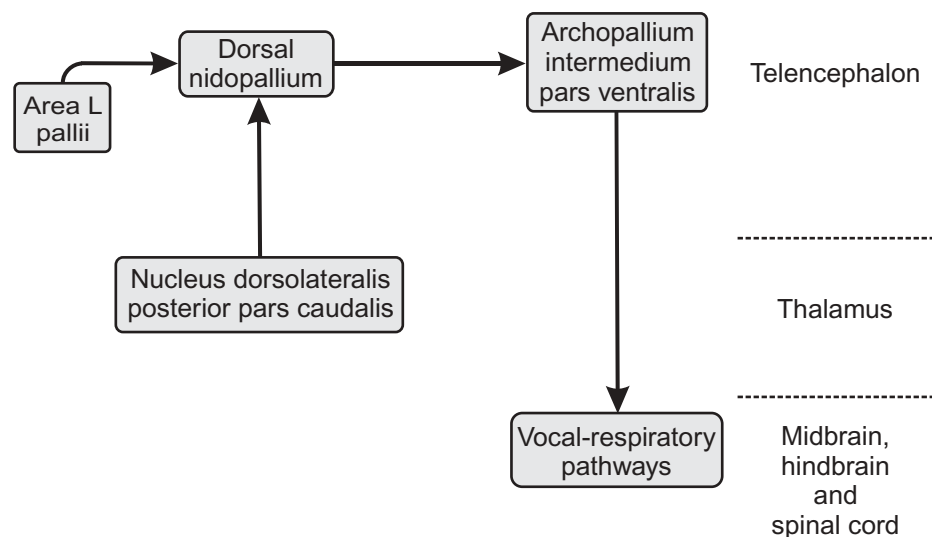 Area L
pallii
Dorsal
nidopallium
Archopallium
intermedium
pars ventralis
Telencephalon
Nucleus dorsolateralis
posterior pars caudalis
Thalamus
Vocal-respiratory
pathways
Midbrain,
hindbrain
and
spinal cord